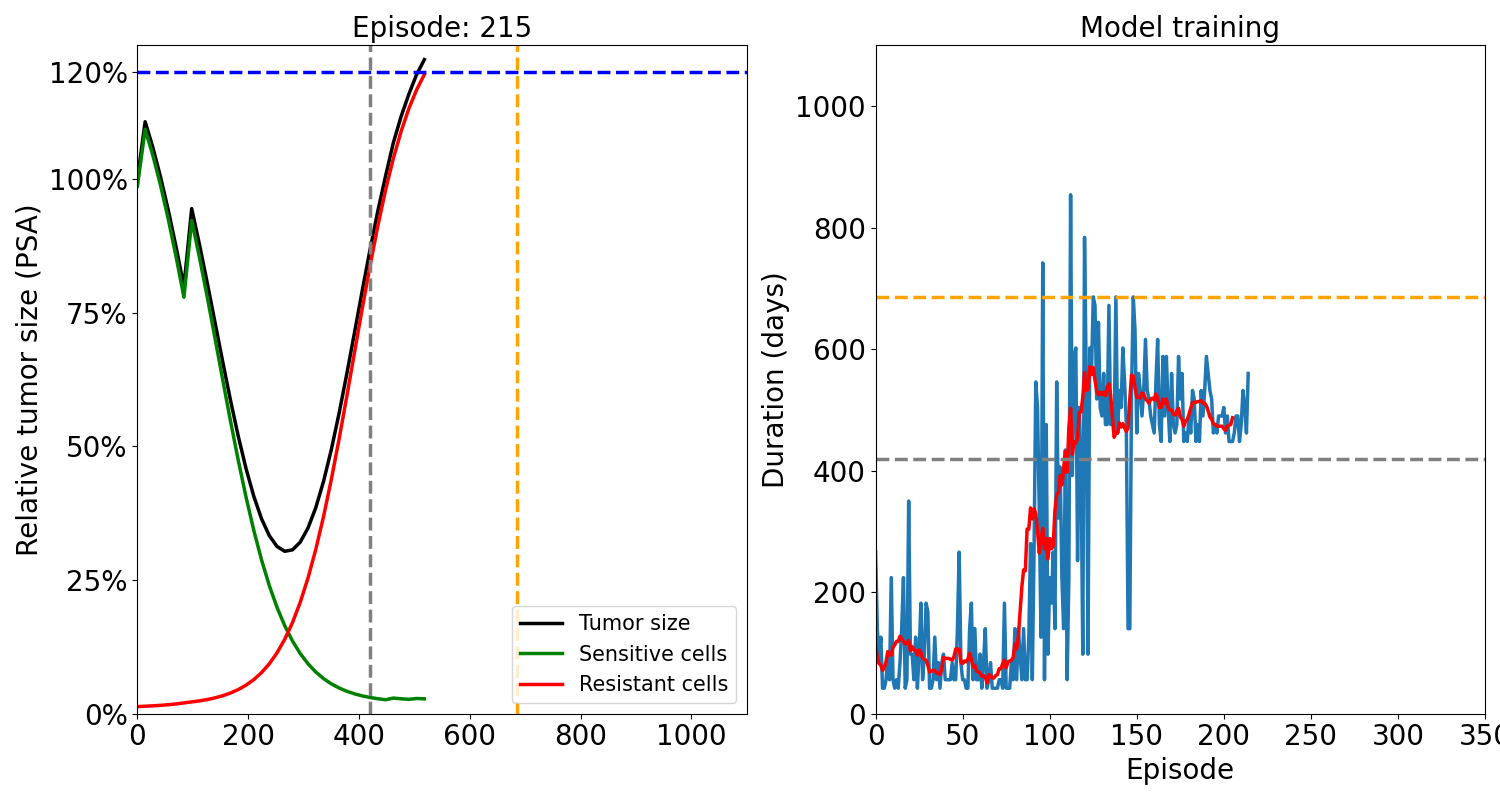 Episode: 215
Relative tumor size (PSA)
120%
100%
75%
50%
25%
0%
0 200 400 600 800 1000
Tumor size
Sensitive cells
Resistant cells
Model training
Duration (days)
1000
800
600
400
200
0
0 50 100 150 200 250 300 350
Episode